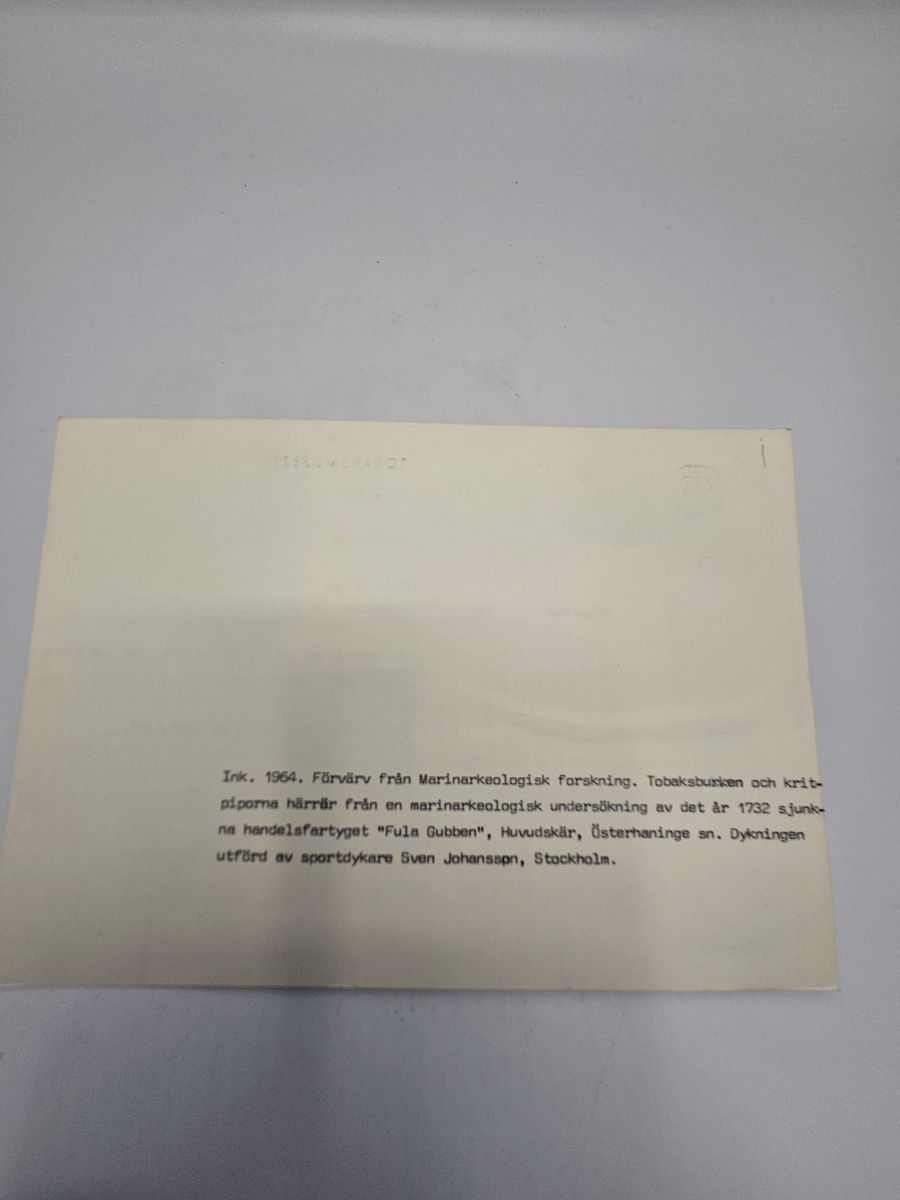 Ink. 1964. Förvärv från Marinarkeologisk forskning. Tobaksburken och krit-
piporna härrär från en marinarkeologisk undersökning av det år 1732 sjunk-
na handelsfartyget "Fula Gubben", Huvudskär, Österhaninge sn. Dykningen
utförd av sportdykare Sven Johansson, Stockholm.